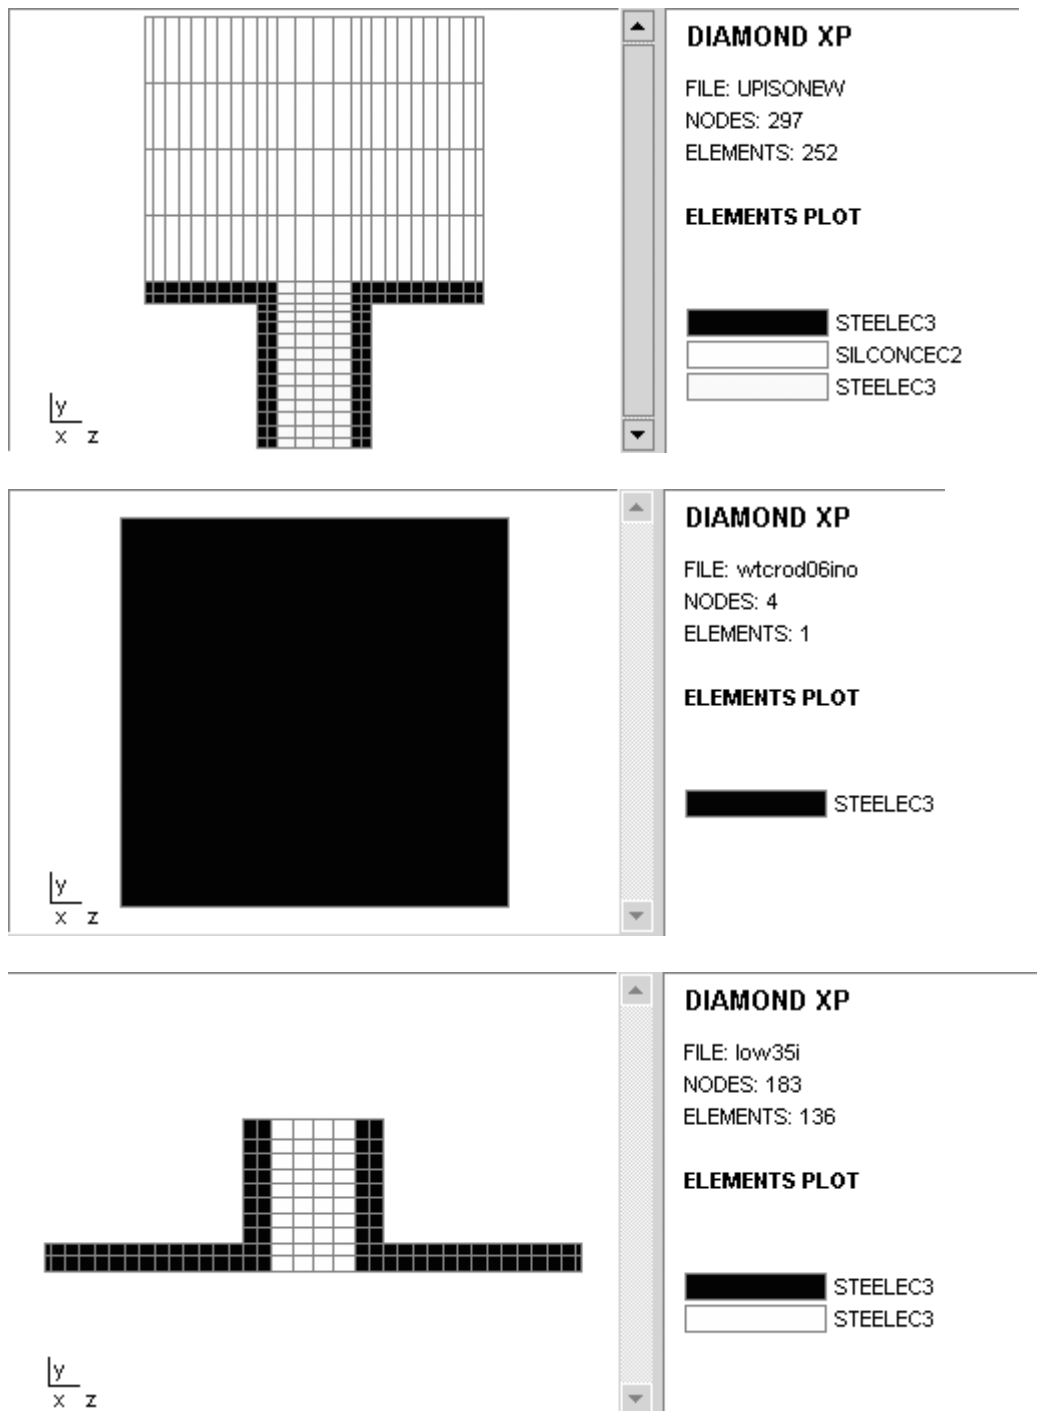 DIAMOND XP
FILE: UPISONEW
NODES: 297
ELEMENTS: 252
ELEMENTS PLOT
STEELEC3
SILCONCEC2
STEELEC3
y
x z
DIAMOND XP
FILE: wtcrod06ino
NODES: 4
ELEMENTS: 1
ELEMENTS PLOT
STEELEC3
y
x z
DIAMOND XP
FILE: low35i
NODES: 183
ELEMENTS: 136
ELEMENTS PLOT
STEELEC3
STEELEC3
y
x z